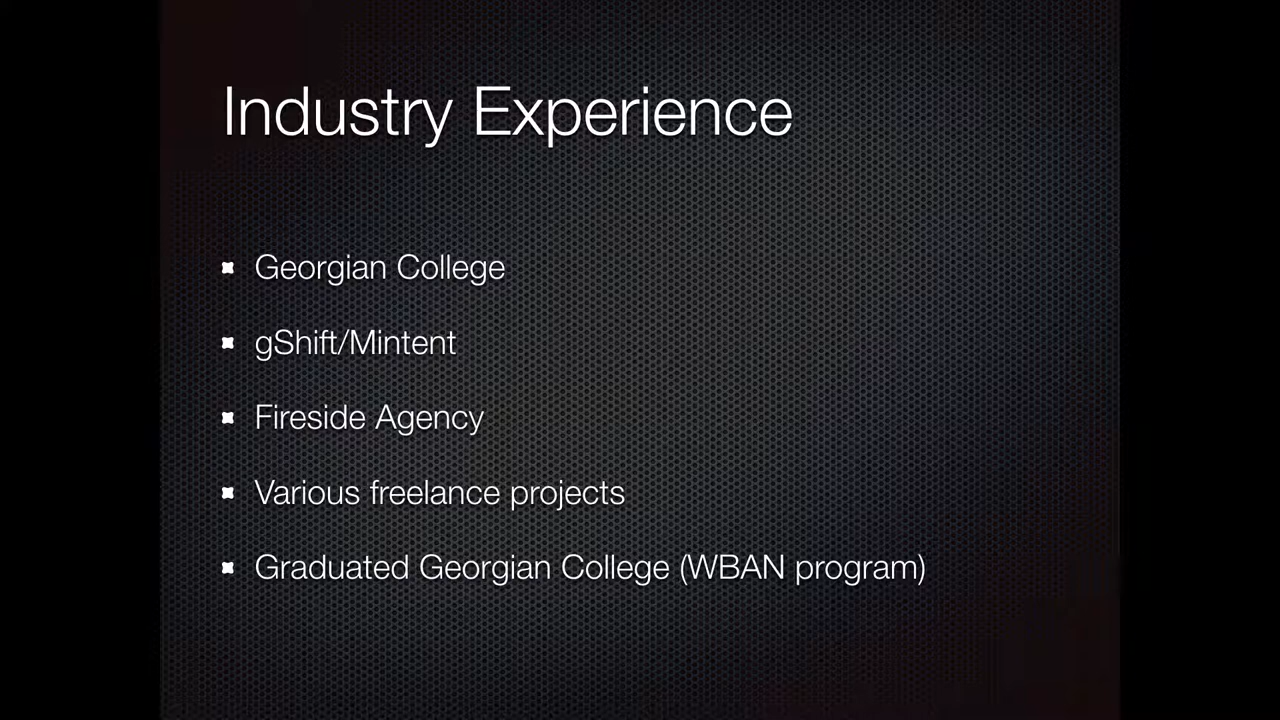 Industry Experience
Georgian College
gShift/Mintent
Fireside Agency
Various freelance projects
Graduated Georgian College (WBAN program)